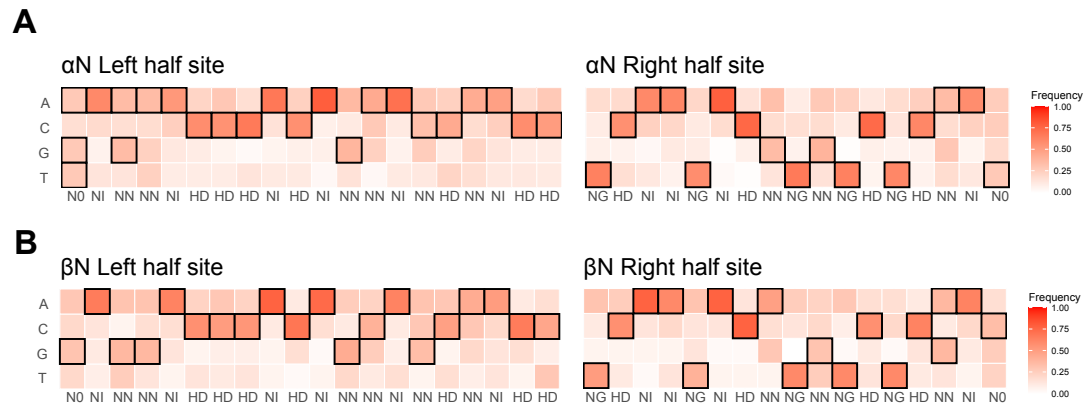 A
αN Left half site
αN Right half site
A
C
G
T
N0 NI NN NN NI HD HD HD NI HD NI NN NN NI NN HD NN NI HD HD
NG HD NI NI NG NI HD NN NG NN NG HD NG HD NN NI N0
Frequency
1.00
0.75
0.50
0.25
0.00
B
βN Left half site
βN Right half site
A
C
G
T
N0 NI NN NN NI HD HD HD NI HD NI NN NN NI NN HD NN NI HD HD
NG HD NI NI NG NI HD NN NG NN NG HD NG HD NN NI N0
Frequency
1.00
0.75
0.50
0.25
0.00